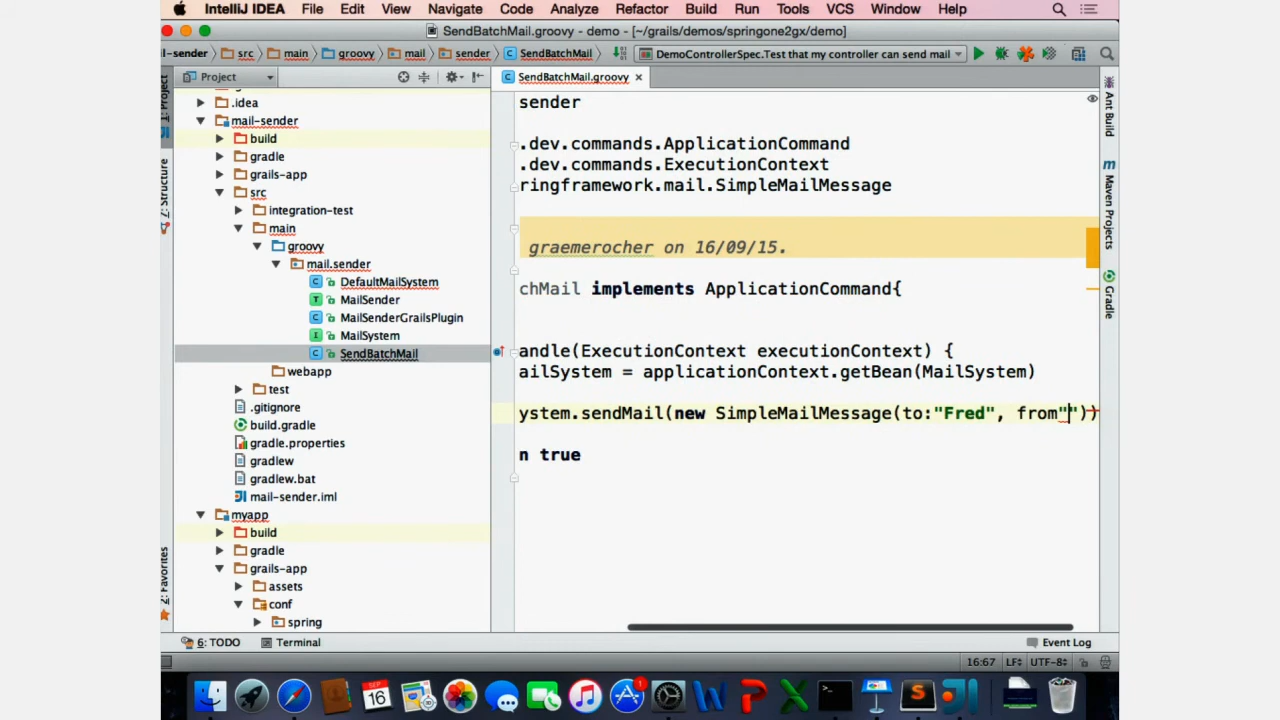 IntelliJ IDEA File Edit View Navigate Code Analyze Refactor Build Run Tools VCS Window Help
SendBatchMail.groovy - demo - [~/grails/demos/springone2gx/demo]
il-sender src main groovy mail sender SendBatchMail DemoControllerSpec.Test that my controller can send mail
Project SendBatchMail.groovy
1: Project
Z: Structure
2: Favorites
.idea
mail-sender
build
gradle
grails-app
src
integration-test
main
groovy
mail.sender
DefaultMailSystem
MailSender
MailSenderGrailsPlugin
MailSystem
SendBatchMail
webapp
test
.gitignore
build.gradle
gradle.properties
gradlew
gradlew.bat
mail-sender.iml
myapp
build
gradle
grails-app
assets
conf
spring
sender
.dev.commands.ApplicationCommand
.dev.commands.ExecutionContext
ringframework.mail.SimpleMailMessage
graemerocher on 16/09/15.
chMail implements ApplicationCommand{
andle(ExecutionContext executionContext) {
ailSystem = applicationContext.getBean(MailSystem)
ystem.sendMail(new SimpleMailMessage(to:"Fred", from""))
n true
Ant Build
Maven Projects
Gradle
6: TODO Terminal Event Log
16:67 LF UTF-8
SEP
16
1